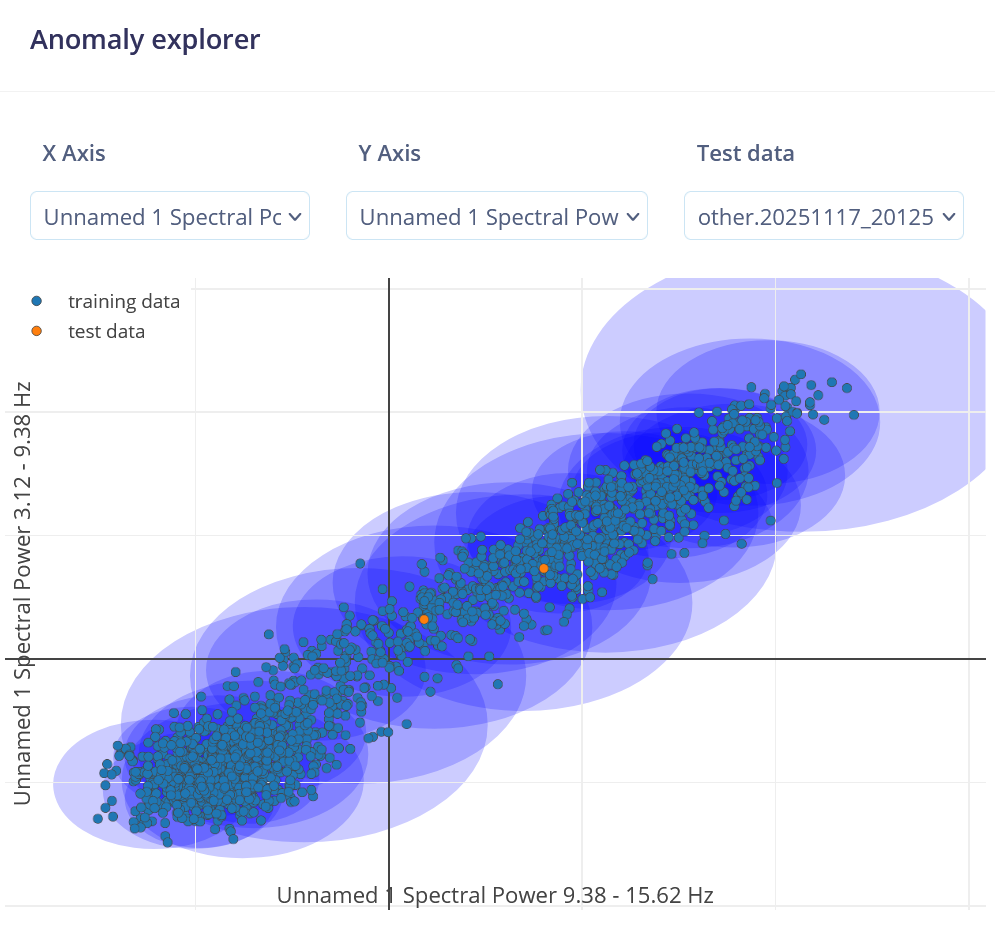 Anomaly explorer
X Axis
Y Axis
Test data
Unnamed 1 Spectral Pc
Unnamed 1 Spectral Pow
other.20251117_20125
training data
test data
Unnamed 1 Spectral Power 3.12 - 9.38 Hz
Unnamed 1 Spectral Power 9.38 - 15.62 Hz